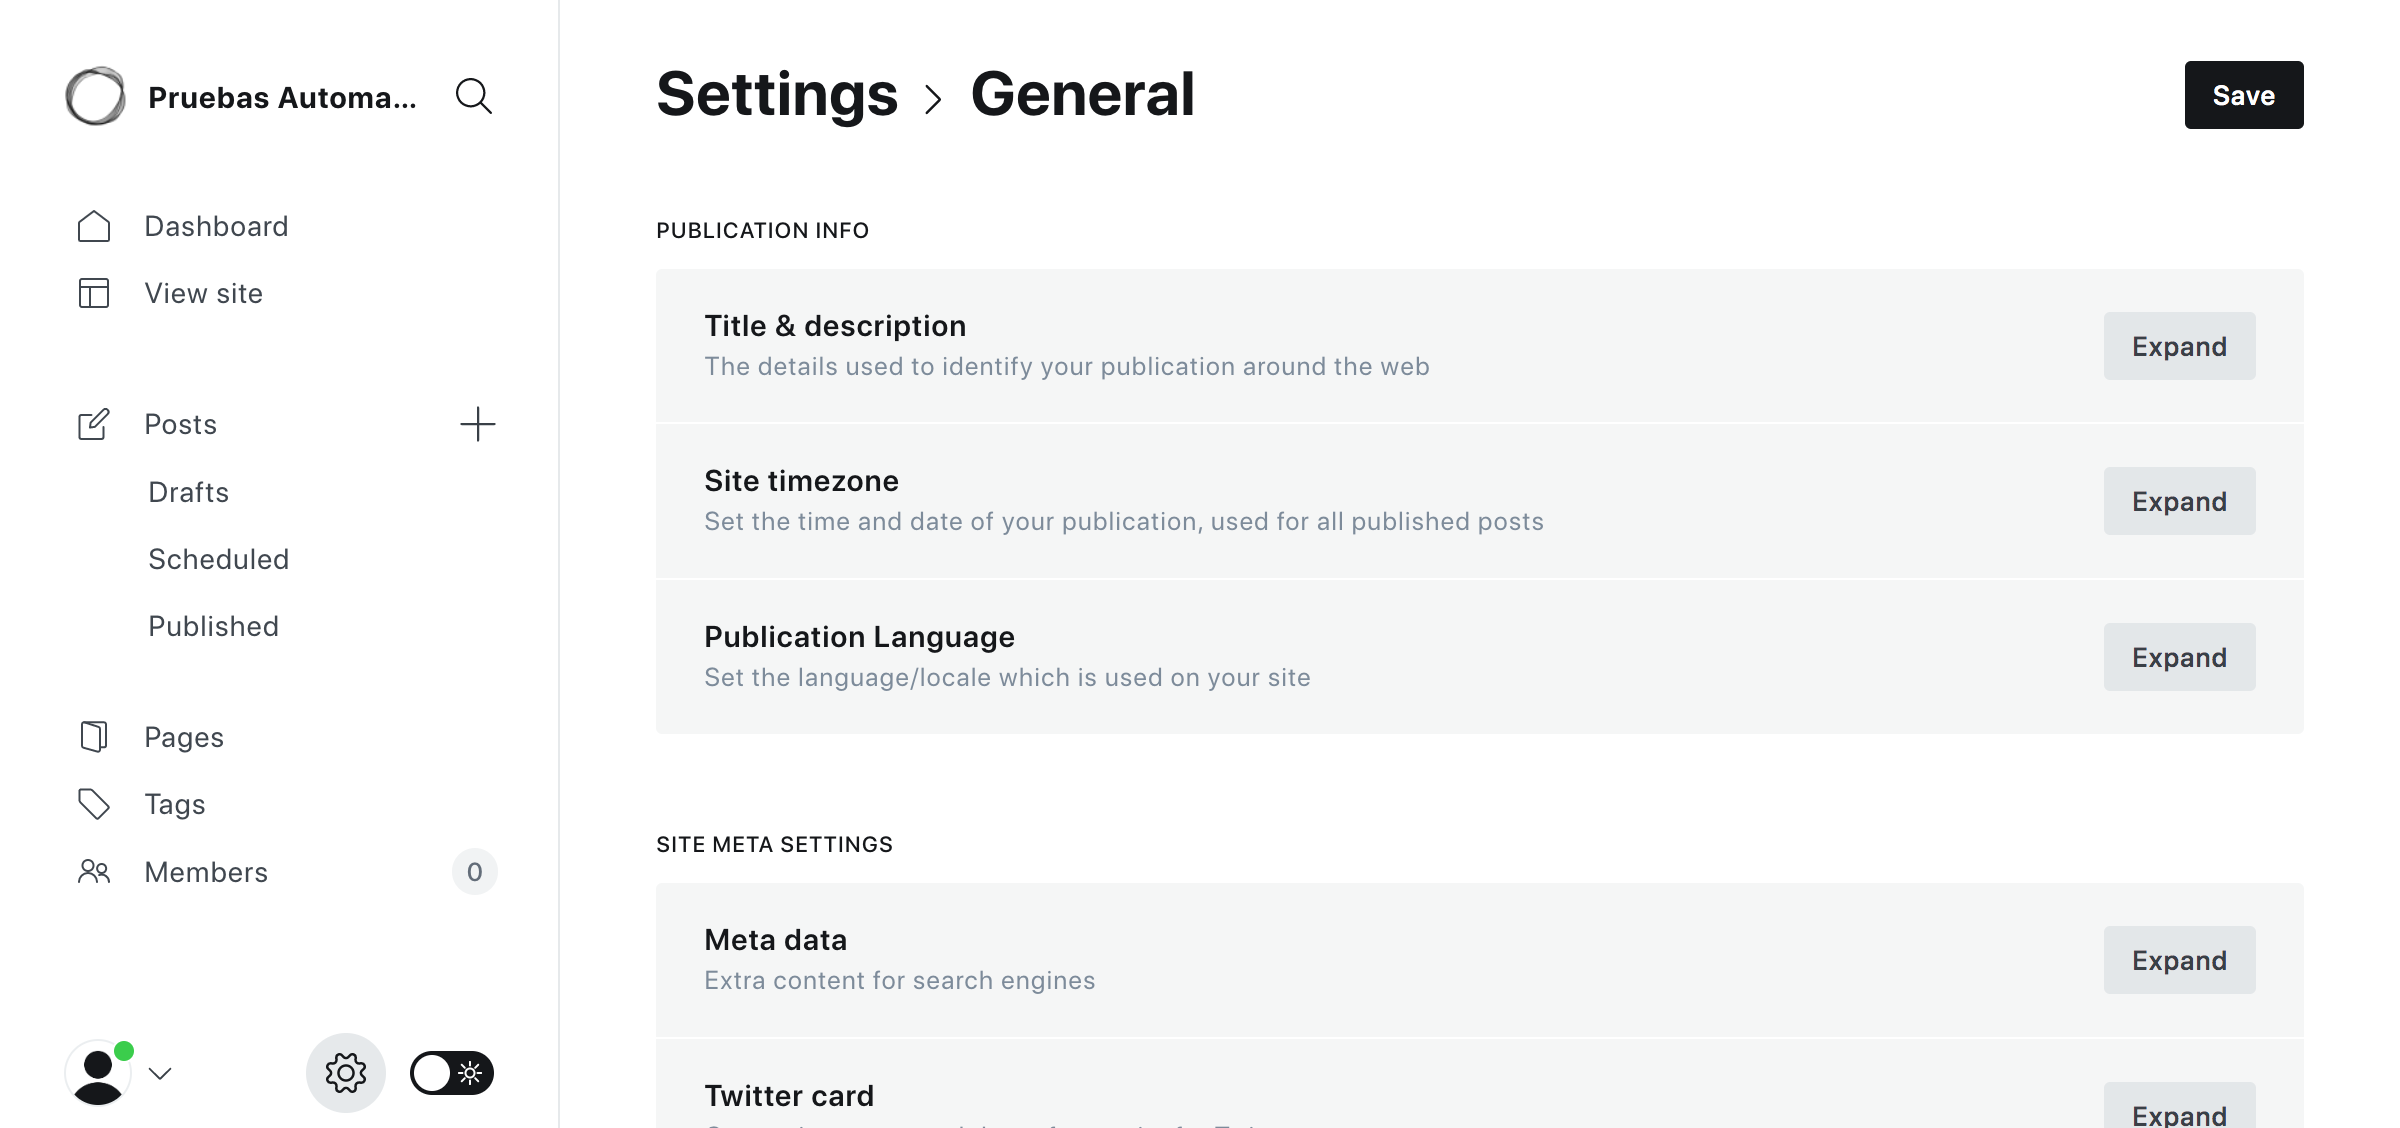 Pruebas Automa...
Dashboard
View site
Posts
Drafts
Scheduled
Published
Pages
Tags
Members 0
Settings > General
Save
PUBLICATION INFO
Title & description
The details used to identify your publication around the web
Expand
Site timezone
Set the time and date of your publication, used for all published posts
Expand
Publication Language
Set the language/locale which is used on your site
Expand
SITE META SETTINGS
Meta data
Extra content for search engines
Expand
Twitter card
Expand